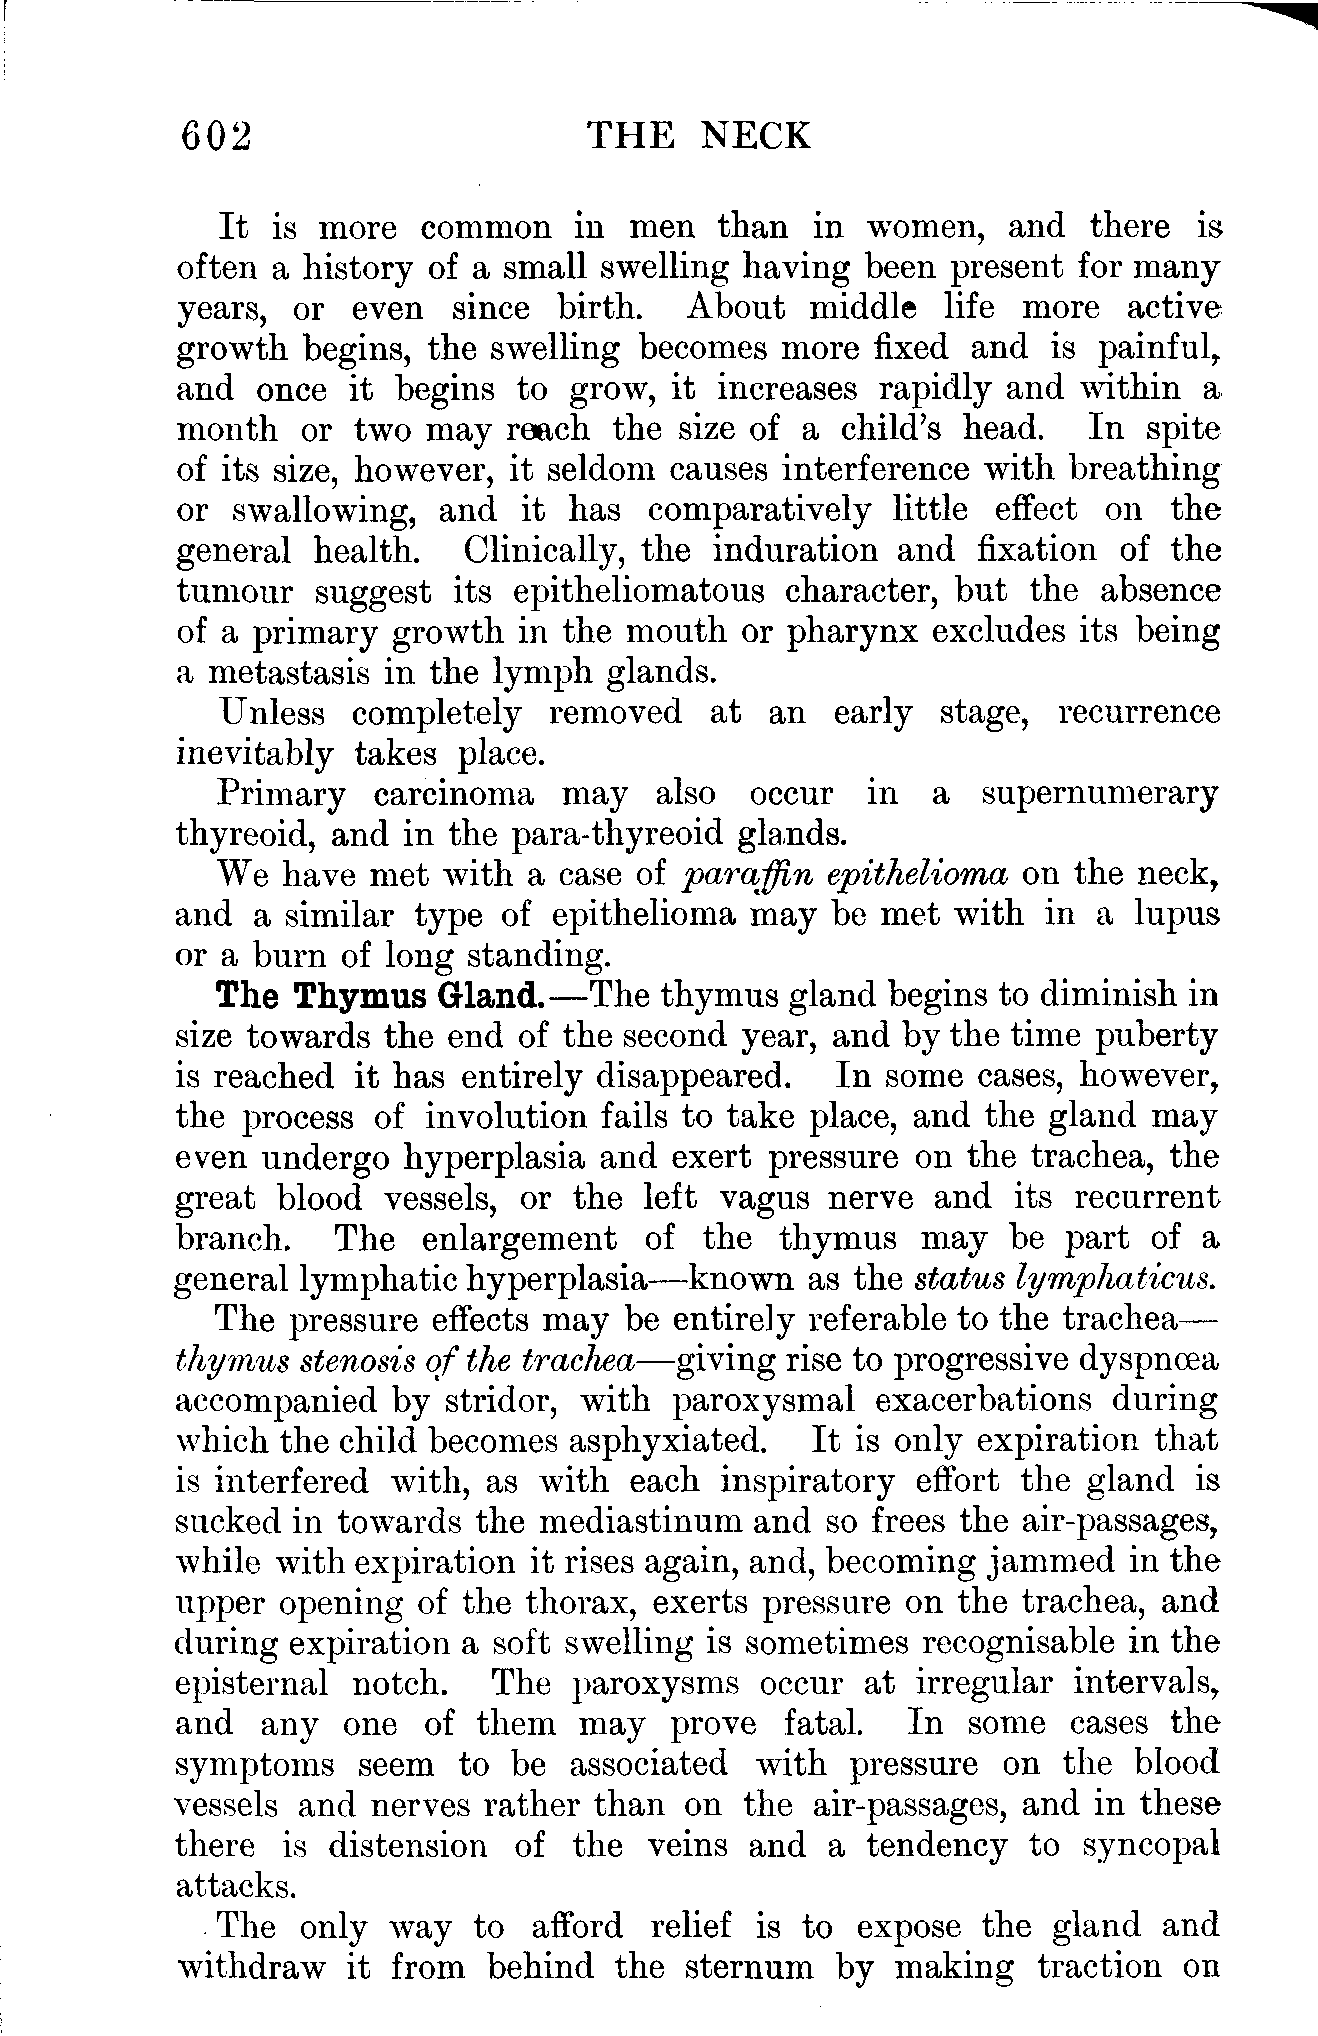 602 THE NECK
It is more common in men than in women, and there is
often a history of a small swelling having been present for many
years, or even since birth. About middle life more active
growth begins, the swelling becomes more fixed and is painful,
and once it begins to grow, it increases rapidly and within a
month or two may reach the size of a child's head. In spite
of its size, however, it seldom causes interference with breathing
or swallowing, and it has comparatively little effect on the
general health. Clinically, the induration and fixation of the
tumour suggest its epitheliomatous character, but the absence
of a primary growth in the mouth or pharynx excludes its being
a metastasis in the lymph glands.
Unless completely removed at an early stage, recurrence
inevitably takes place.
Primary carcinoma may also occur in a supernumerary
thyreoid, and in the para-thyreoid glands.
We have met with a case of paraffin epithelioma on the neck,
and a similar type of epithelioma may be met with in a lupus
or a burn of long standing.
The Thymus Gland.—The thymus gland begins to diminish in
size towards the end of the second year, and by the time puberty
is reached it has entirely disappeared. In some cases, however,
the process of involution fails to take place, and the gland may
even undergo hyperplasia and exert pressure on the trachea, the
great blood vessels, or the left vagus nerve and its recurrent
branch. The enlargement of the thymus may be part of a
general lymphatic hyperplasia—known as the status lymphaticus.
The pressure effects may be entirely referable to the trachea—
thymus stenosis of the trachea—giving rise to progressive dyspnœa
accompanied by stridor, with paroxysmal exacerbations during
which the child becomes asphyxiated. It is only expiration that
is interfered with, as with each inspiratory effort the gland is
sucked in towards the mediastinum and so frees the air-passages,
while with expiration it rises again, and, becoming jammed in the
upper opening of the thorax, exerts pressure on the trachea, and
during expiration a soft swelling is sometimes recognisable in the
episternal notch. The paroxysms occur at irregular intervals,
and any one of them may prove fatal. In some cases the
symptoms seem to be associated with pressure on the blood
vessels and nerves rather than on the air-passages, and in these
there is distension of the veins and a tendency to syncopal
attacks.
The only way to afford relief is to expose the gland and
withdraw it from behind the sternum by making traction on